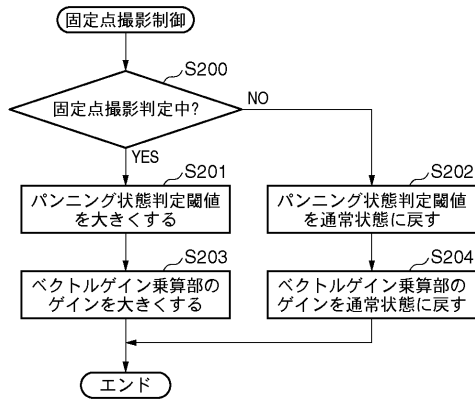 固定点撮影制御
S200
固定点撮影判定中?
NO
YES
S201
パンニング状態判定閾値
を大きくする
S202
パンニング状態判定閾値
を通常状態に戻す
S203
ベクトルゲイン乗算部の
ゲインを大きくする
S204
ベクトルゲイン乗算部の
ゲインを通常状態に戻す
エンド